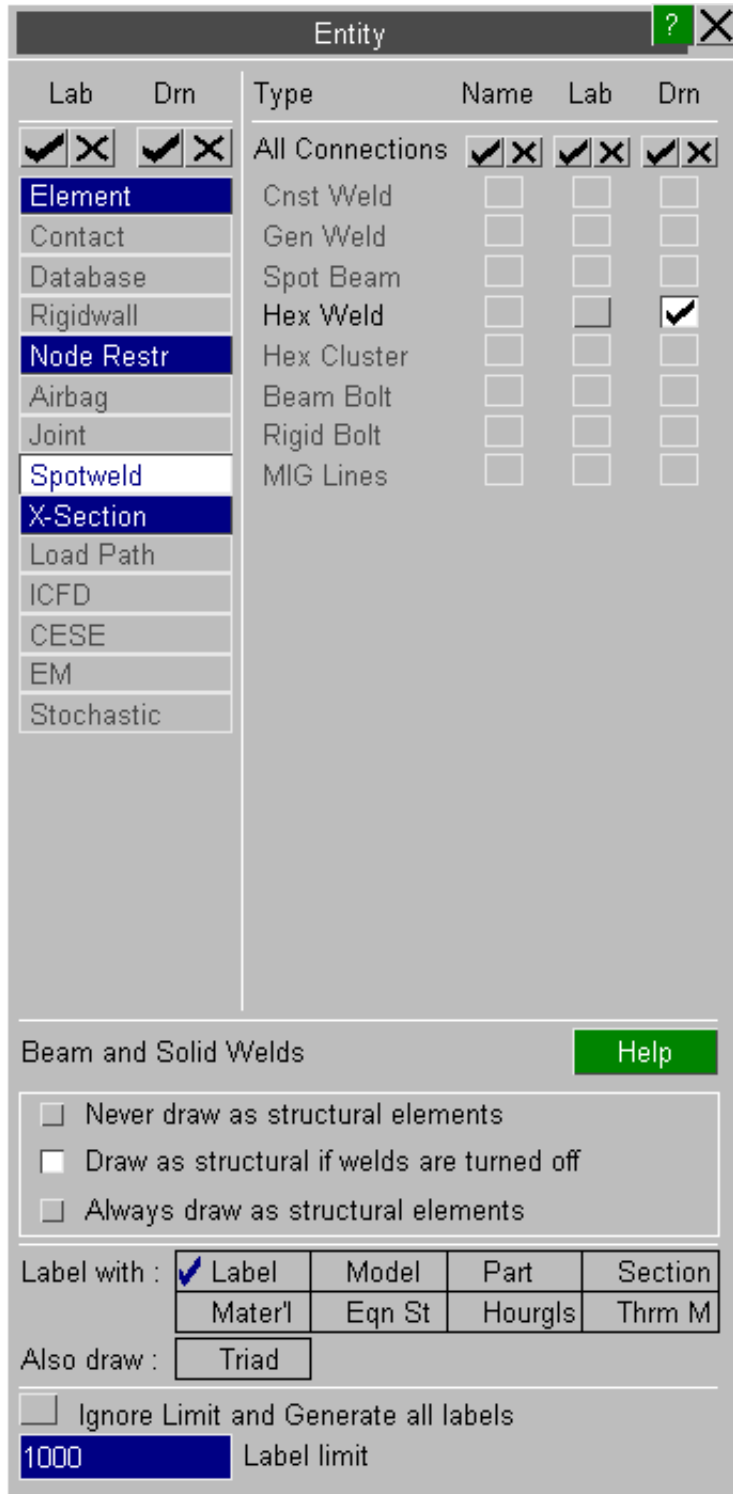 Entity ?
Lab Drn Type Name Lab Drn
All Connections
Element Cnst Weld
Contact Gen Weld
Database Spot Beam
Rigidwall Hex Weld
Node Restr Hex Cluster
Airbag Beam Bolt
Joint Rigid Bolt
Spotweld MIG Lines
X-Section
Load Path
ICFD
CESE
EM
Stochastic
Beam and Solid Welds Help
Never draw as structural elements
Draw as structural if welds are turned off
Always draw as structural elements
Label with : Label Model Part Section
Mater'l Eqn St Hourgls Thrm M
Also draw : Triad
Ignore Limit and Generate all labels
1000 Label limit